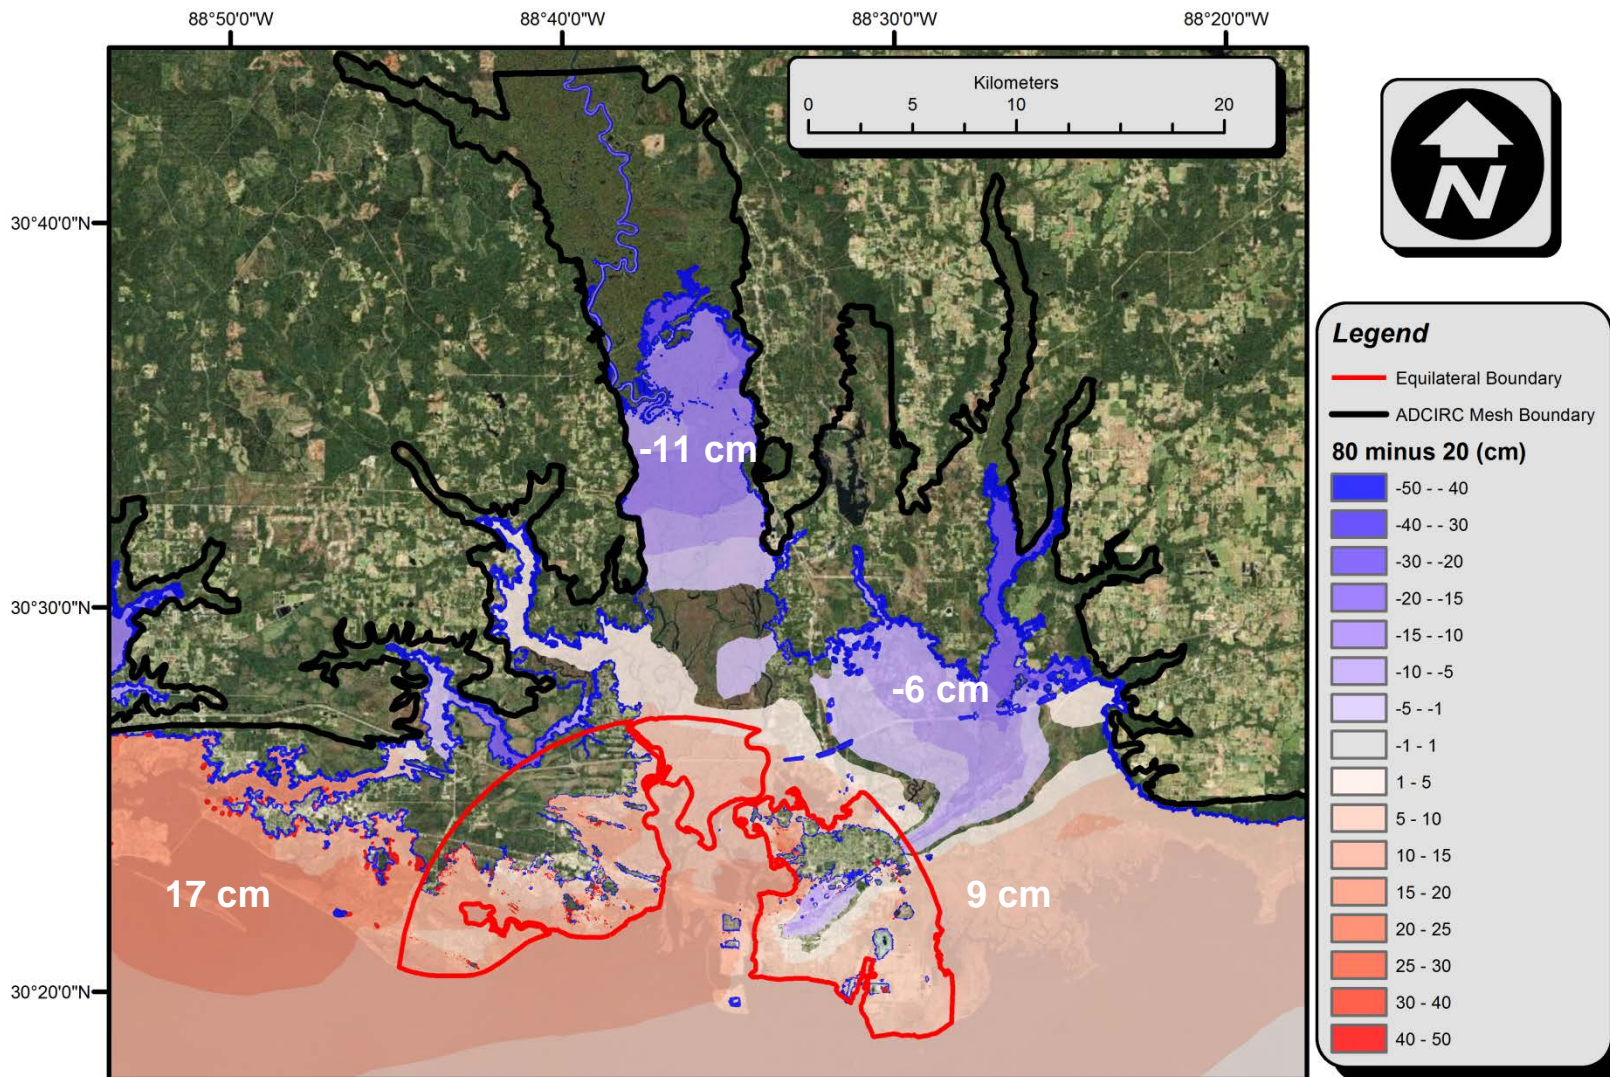 88°50'0"W 88°40'0"W 88°30'0"W 88°20'0"W
Kilometers
0 5 10 20
N
30°40'0"N
30°30'0"N
30°20'0"N
-11 cm
-6 cm
17 cm
9 cm
Legend
Equilateral Boundary
ADCIRC Mesh Boundary
80 minus 20 (cm)
-50 - - 40
-40 - -30
-30 - -20
-20 - -15
-15 - -10
-10 - -5
-5 - -1
-1 - 1
1 - 5
5 - 10
10 - 15
15 - 20
20 - 25
25 - 30
30 - 40
40 - 50